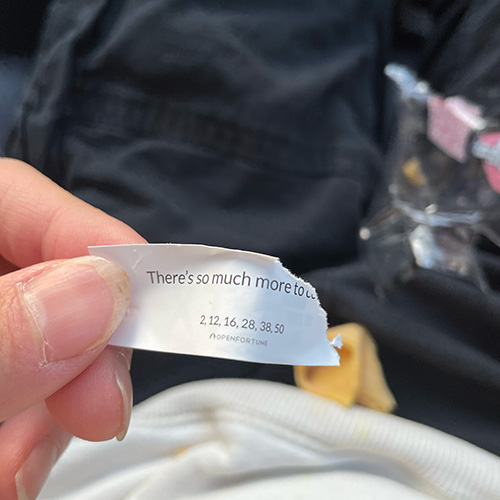 There's so much more to
2, 12, 16, 28, 38, 50
OPENFORTUNE